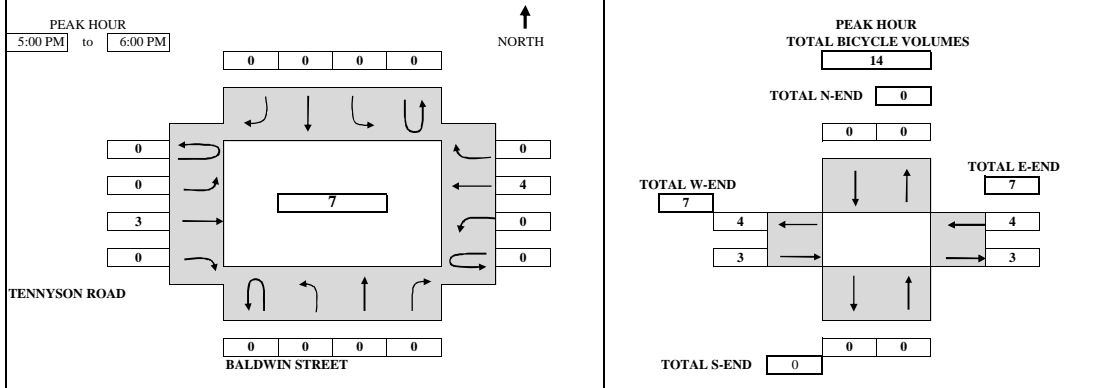 PEAK HOUR
5:00 PM to 6:00 PM
NORTH
0 0 0 0
0
0
3
0
7
0
4
0
0
TENNYSON ROAD
0 0 0 0
BALDWIN STREET
PEAK HOUR
TOTAL BICYCLE VOLUMES
14
TOTAL N-END 0
0 0
TOTAL W-END
7
TOTAL E-END
7
4 4
3 3
0 0
TOTAL S-END 0